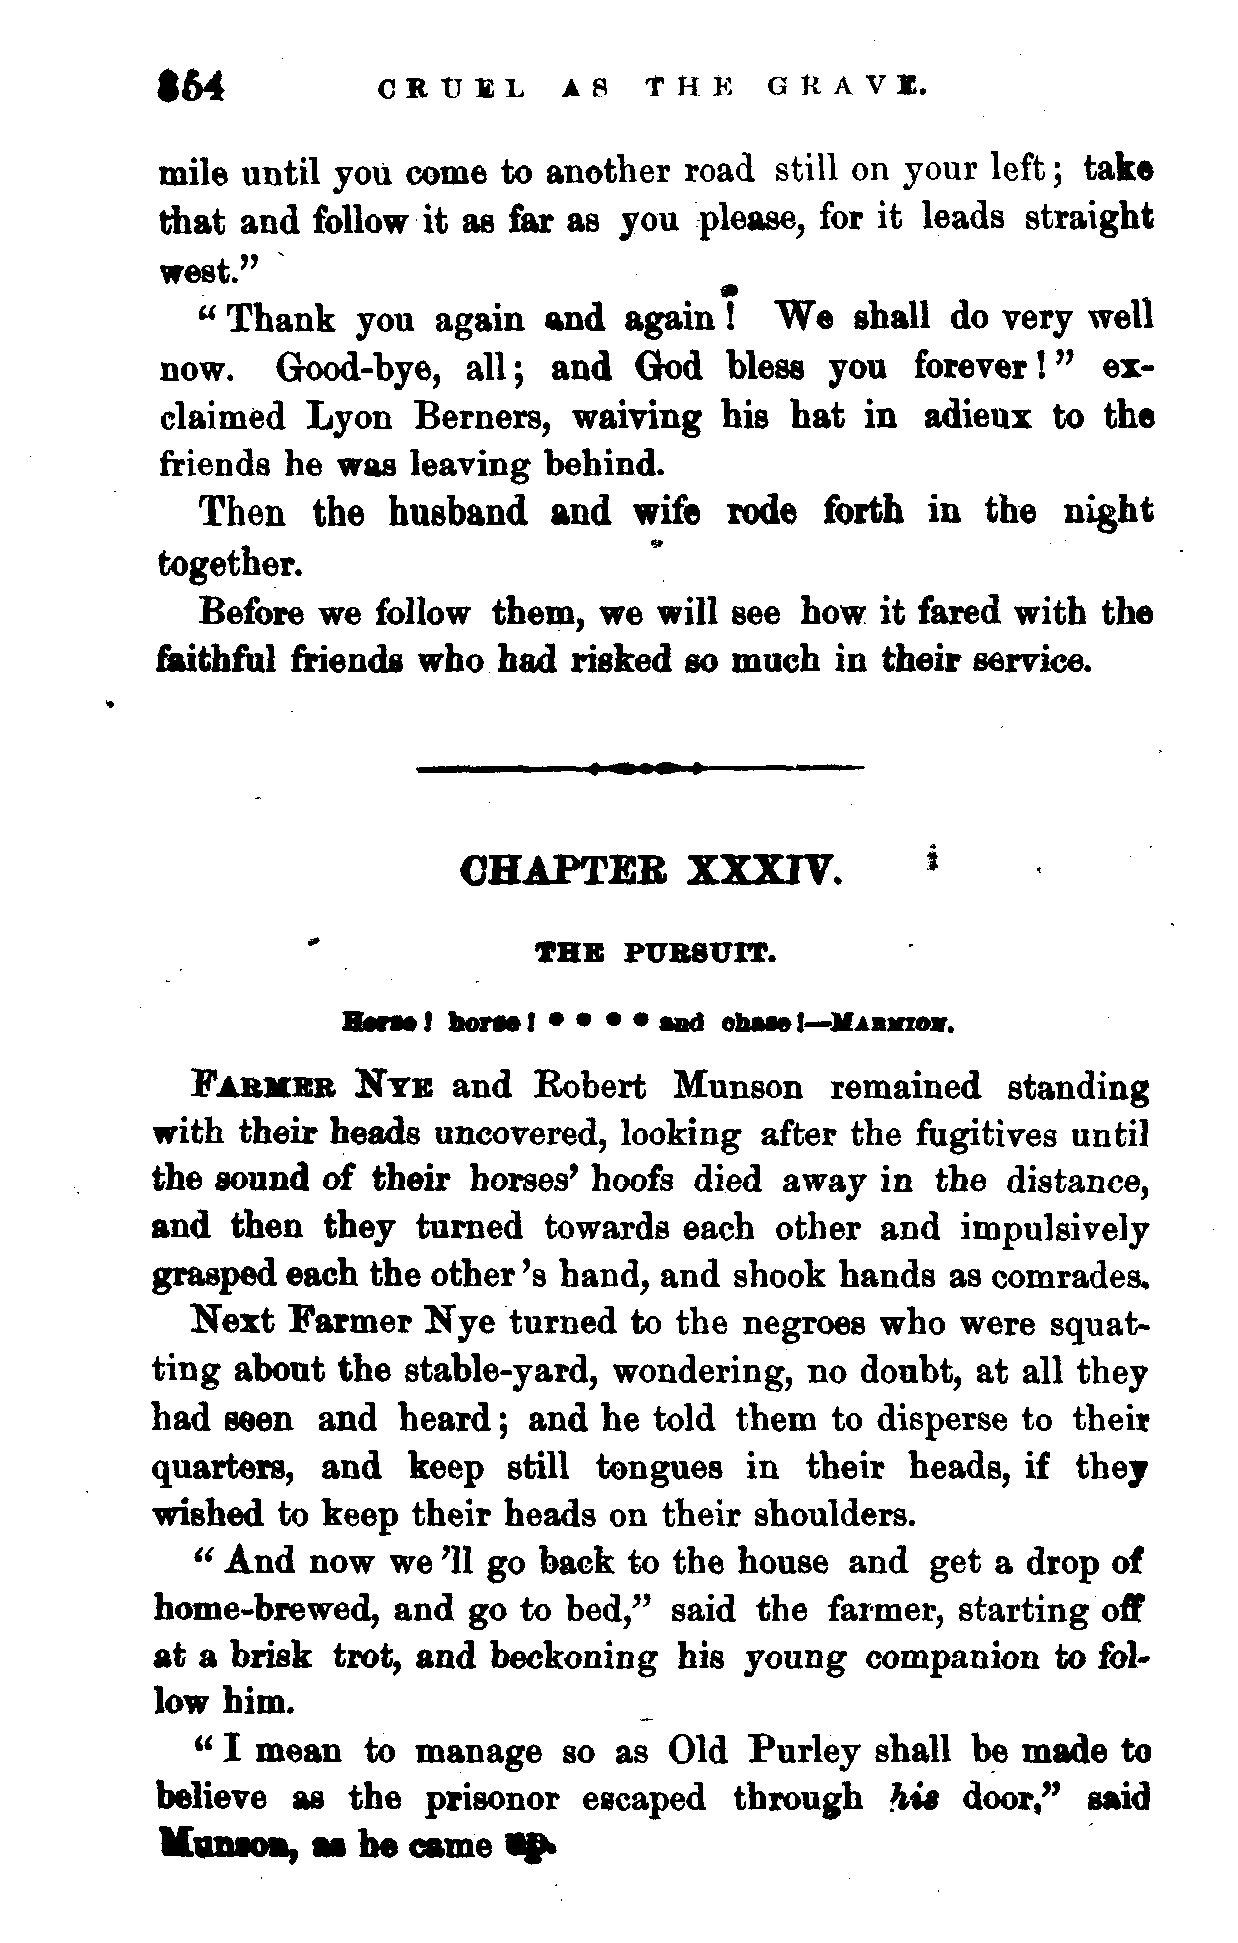 354 CRUEL AS THE GRAVE.
mile until you come to another road still on your left; take
that and follow it as far as you please, for it leads straight
west."
"Thank you again and again! We shall do very well
now. Good-bye, all; and God bless you forever!" ex-
claimed Lyon Berners, waiving his hat in adieux to the
friends he was leaving behind.
Then the husband and wife rode forth in the night
together.
Before we follow them, we will see how it fared with the
faithful friends who had risked so much in their service.
CHAPTER XXXIV.
THE PURSUIT.
Horse! horse! * * * * and chase!—MARMION.
FARMER NYE and Robert Munson remained standing
with their heads uncovered, looking after the fugitives until
the sound of their horses' hoofs died away in the distance,
and then they turned towards each other and impulsively
grasped each the other's hand, and shook hands as comrades.
Next Farmer Nye turned to the negroes who were squat-
ting about the stable-yard, wondering, no doubt, at all they
had seen and heard; and he told them to disperse to their
quarters, and keep still tongues in their heads, if they
wished to keep their heads on their shoulders.
"And now we'll go back to the house and get a drop of
home-brewed, and go to bed," said the farmer, starting off
at a brisk trot, and beckoning his young companion to fol-
low him.
"I mean to manage so as Old Purley shall be made to
believe as the prisonor escaped through his door," said
Munson, as he came up.